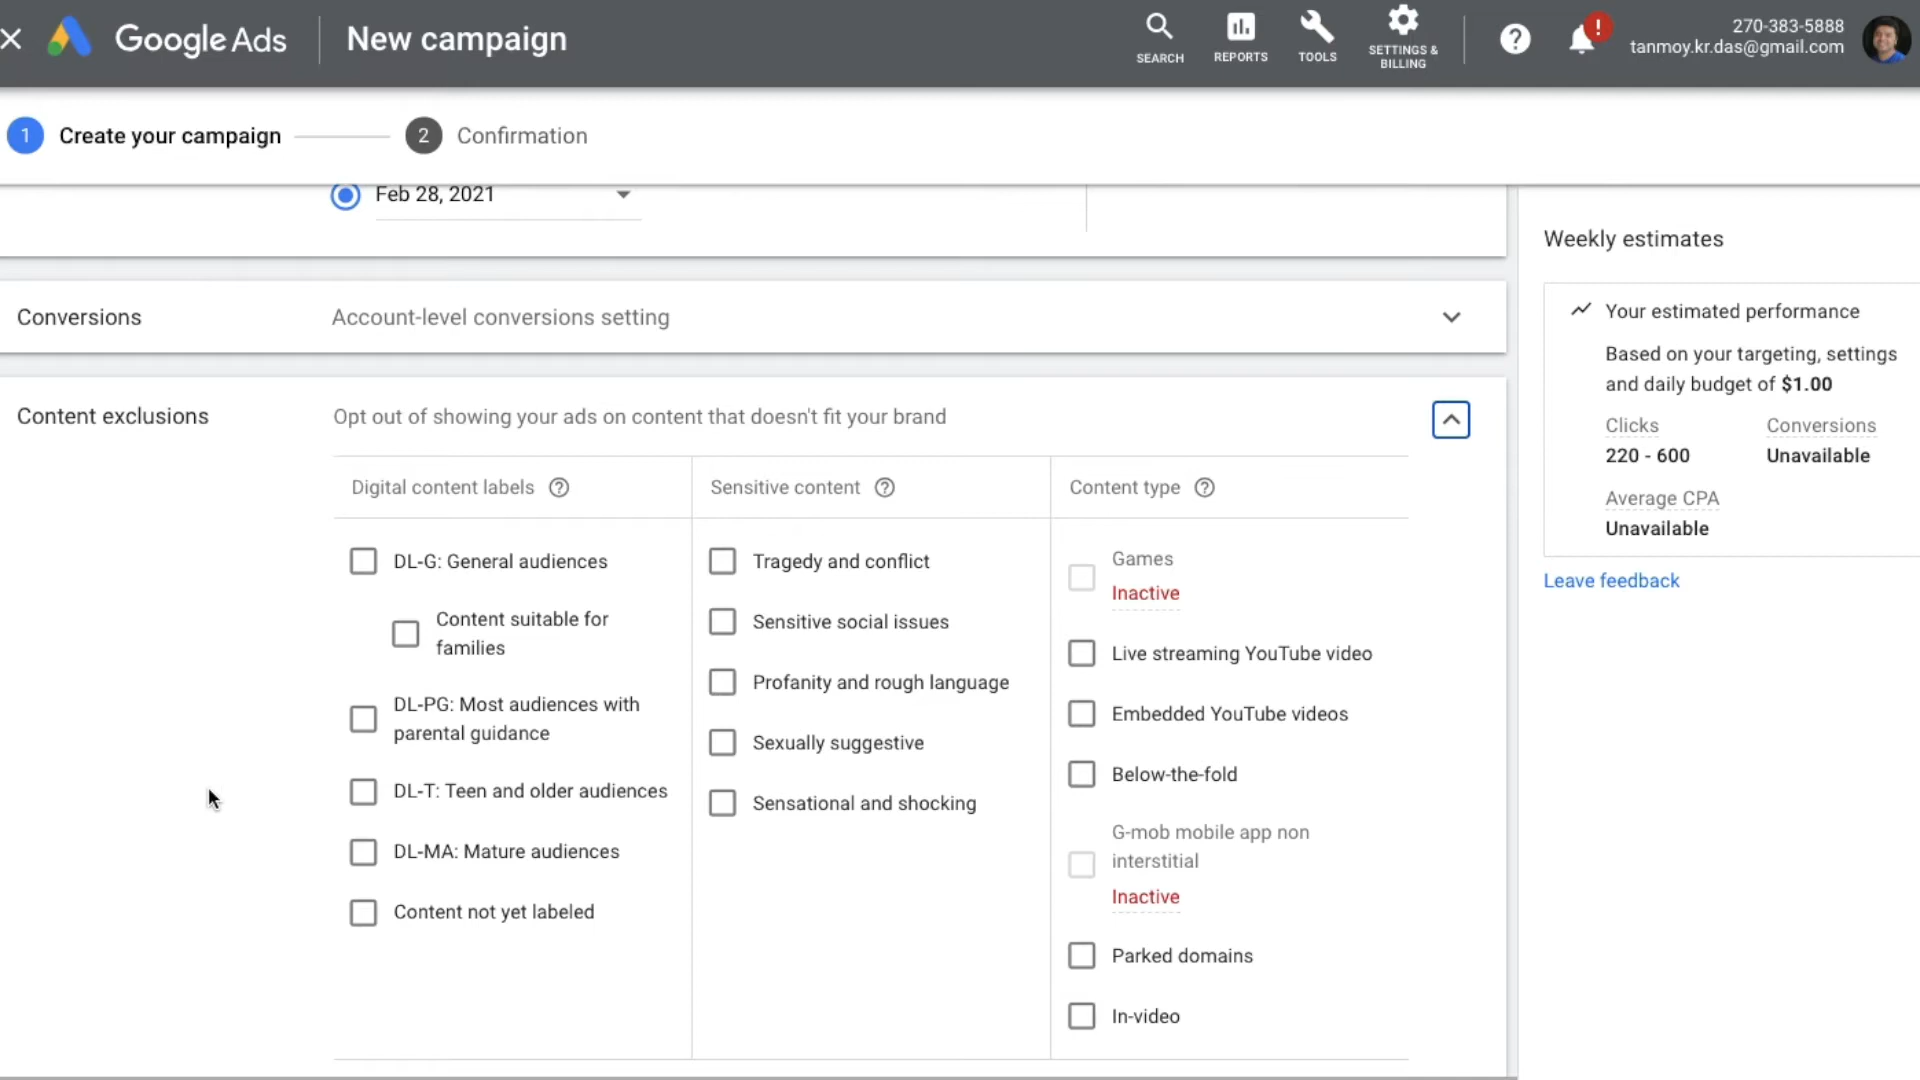 Google Ads
New campaign
SEARCH
REPORTS
TOOLS
SETTINGS &
BILLING
?
!
270-383-5888
tanmoy.kr.das@gmail.com
1 Create your campaign
2 Confirmation
Feb 28, 2021
Conversions
Account-level conversions setting
Content exclusions
Opt out of showing your ads on content that doesn't fit your brand
Digital content labels ?
DL-G: General audiences
Content suitable for
families
DL-PG: Most audiences with
parental guidance
DL-T: Teen and older audiences
DL-MA: Mature audiences
Content not yet labeled
Sensitive content ?
Tragedy and conflict
Sensitive social issues
Profanity and rough language
Sexually suggestive
Sensational and shocking
Content type ?
Games
Inactive
Live streaming YouTube video
Embedded YouTube videos
Below-the-fold
G-mob mobile app non
interstitial
Inactive
Parked domains
In-video
Weekly estimates
Your estimated performance
Based on your targeting, settings
and daily budget of $1.00
Clicks
220 - 600
Conversions
Unavailable
Average CPA
Unavailable
Leave feedback